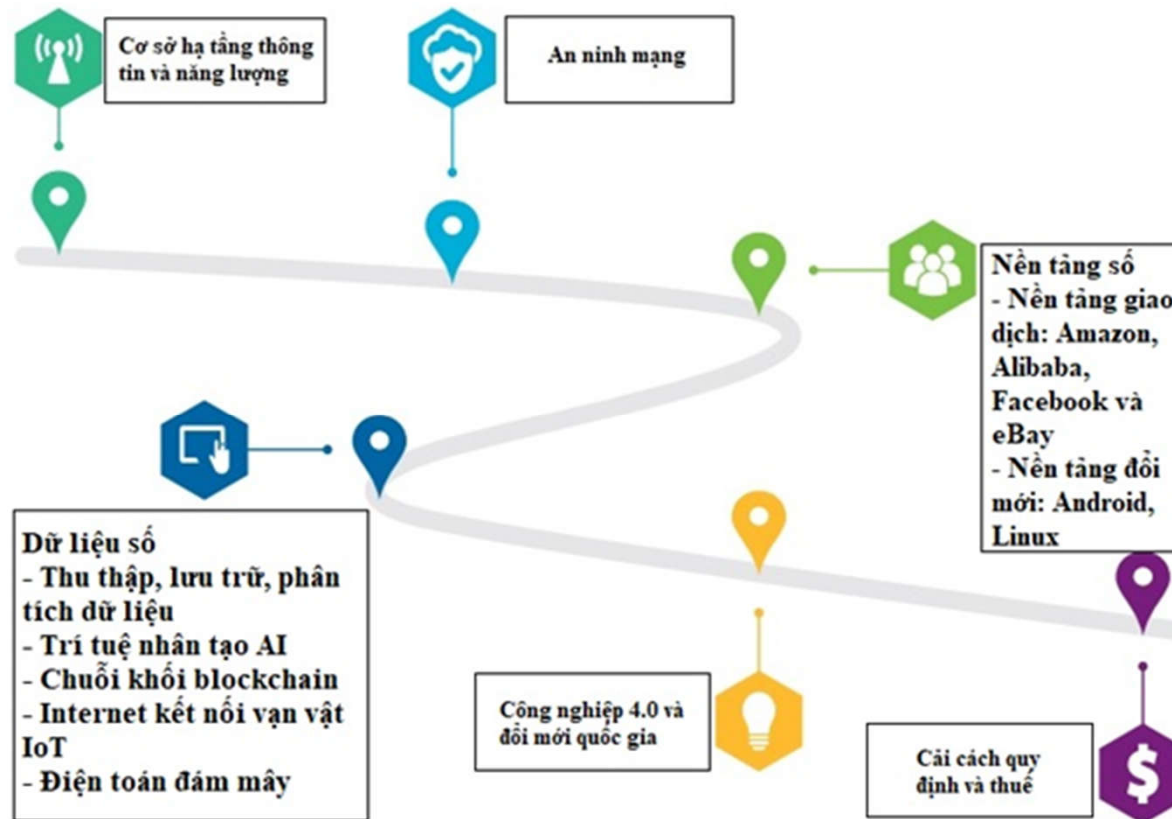 Cơ sở hạ tầng thông
tin và năng lượng
An ninh mạng
Nền tảng số
- Nền tảng giao
dịch: Amazon,
Alibaba,
Facebook và
eBay
- Nền tảng đổi
mới: Android,
Linux
Dữ liệu số
- Thu thập, lưu trữ, phân
tích dữ liệu
- Trí tuệ nhân tạo AI
- Chuỗi khối blockchain
- Internet kết nối vạn vật
IoT
- Điện toán đám mây
Công nghiệp 4.0 và
đổi mới quốc gia
Cải cách quy
định và thuế
$